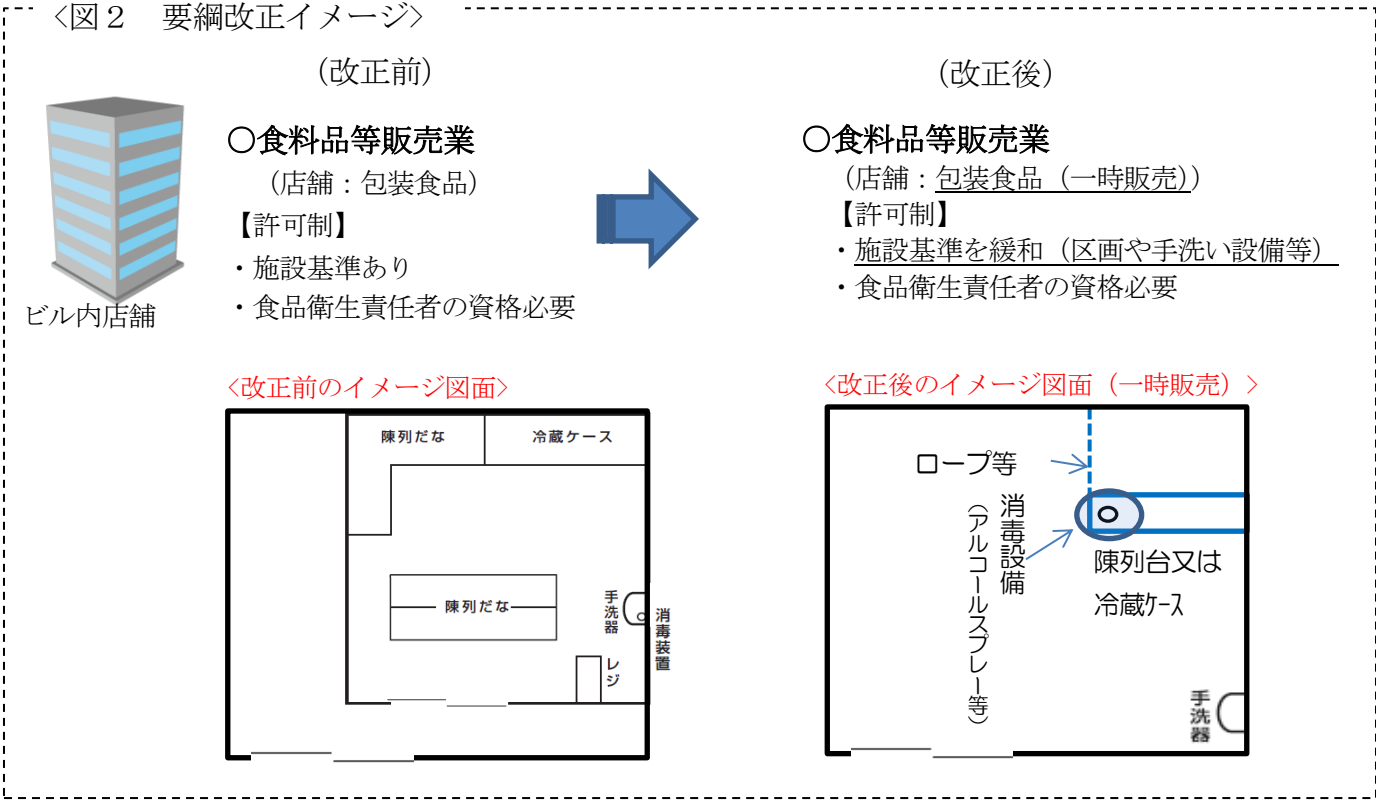 〈図２　要綱改正イメージ〉
（改正前）
〇食料品等販売業
（店舗：包装食品）
【許可制】
・施設基準あり
・食品衛生責任者の資格必要
ビル内店舗
（改正後）
〇食料品等販売業
（店舗：包装食品（一時販売））
【許可制】
・施設基準を緩和（区画や手洗い設備等）
・食品衛生責任者の資格必要
<改正前のイメージ図面>
陳列だな
冷蔵ケース
陳列だな
手洗器
消毒装置
レジ
<改正後のイメージ図面（一時販売）>
ロープ等
消毒設備
（アルコールスプレー等）
陳列台又は
冷蔵ｹｰｽ
手洗器